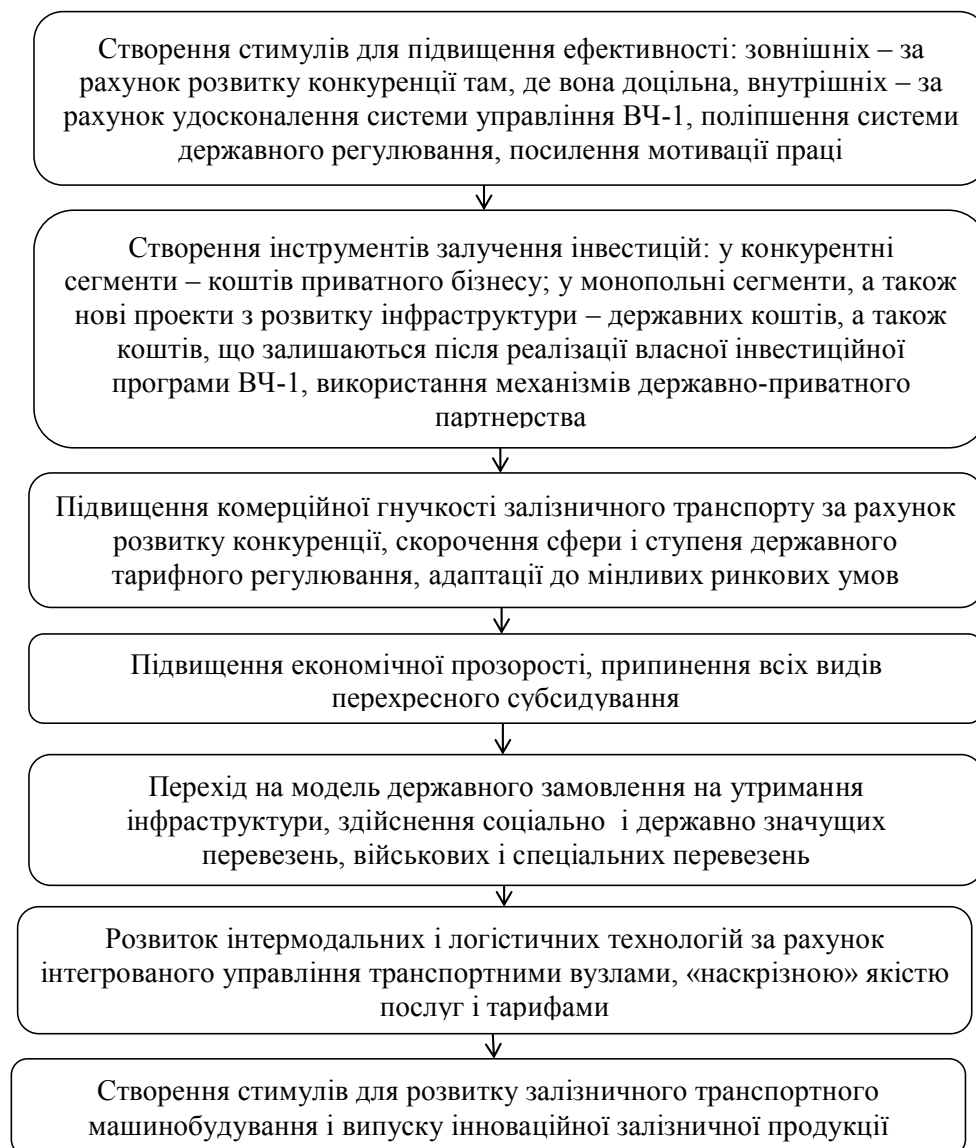 Створення стимулів для підвищення ефективності: зовнішніх – за
рахунок розвитку конкуренції там, де вона доцільна, внутрішніх – за
рахунок удосконалення системи управління ВЧ-1, поліпшення системи
державного регулювання, посилення мотивації праці
Створення інструментів залучення інвестицій: у конкурентні
сегменти – коштів приватного бізнесу; у монопольні сегменти, а також
нові проекти з розвитку інфраструктури – державних коштів, а також
коштів, що залишаються після реалізації власної інвестиційної
програми ВЧ-1, використання механізмів державно-приватного
партнерства
Підвищення комерційної гнучкості залізничного транспорту за рахунок
розвитку конкуренції, скорочення сфери і ступеня державного
тарифного регулювання, адаптації до мінливих ринкових умов
Підвищення економічної прозорості, припинення всіх видів
перехресного субсидування
Перехід на модель державного замовлення на утримання
інфраструктури, здійснення соціально і державно значущих
перевезень, військових і спеціальних перевезень
Розвиток інтермодальних і логістичних технологій за рахунок
інтегрованого управління транспортними вузлами, «наскрізною» якістю
послуг і тарифами
Створення стимулів для розвитку залізничного транспортного
машинобудування і випуску інноваційної залізничної продукції